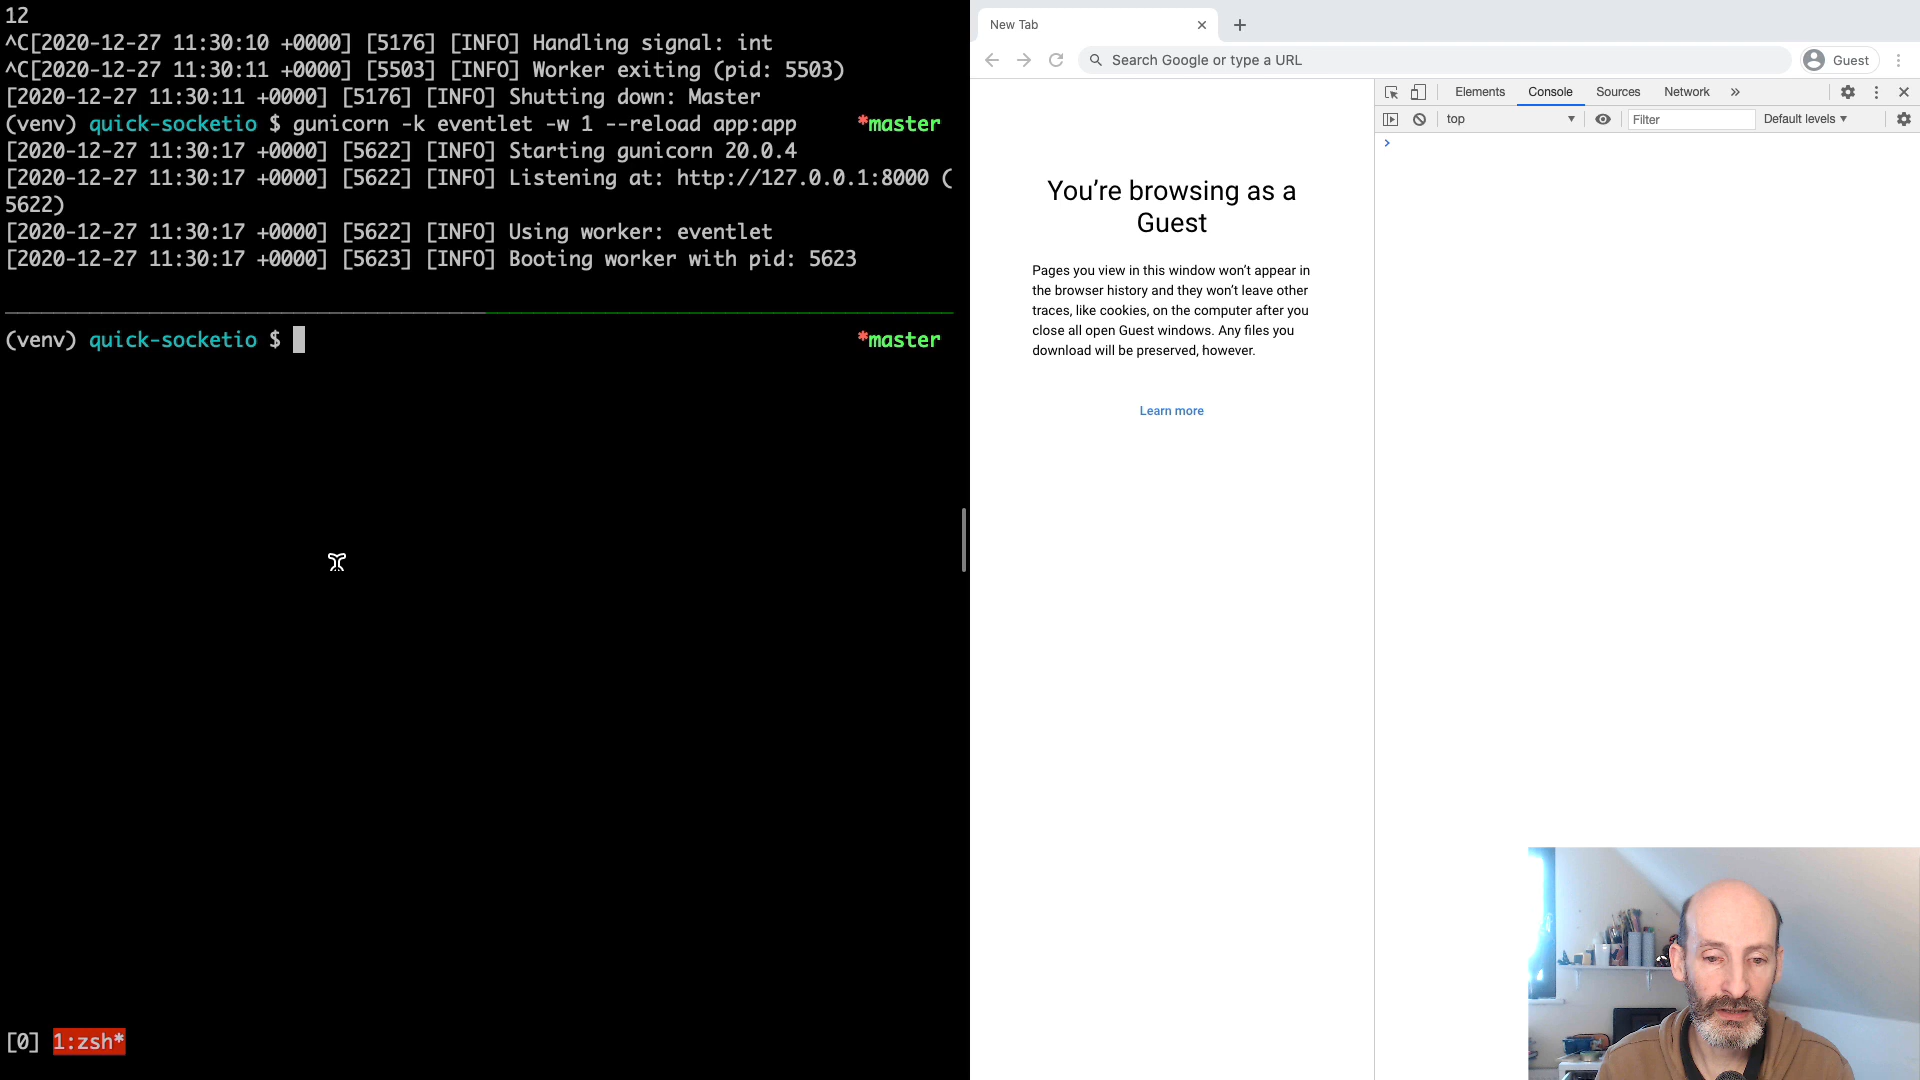 12
^C[2020-12-27 11:30:10 +0000] [5176] [INFO] Handling signal: int
^C[2020-12-27 11:30:11 +0000] [5503] [INFO] Worker exiting (pid: 5503)
[2020-12-27 11:30:11 +0000] [5176] [INFO] Shutting down: Master
(venv) quick-socketio $ gunicorn -k eventlet -w 1 --reload app:app *master
[2020-12-27 11:30:17 +0000] [5622] [INFO] Starting gunicorn 20.0.4
[2020-12-27 11:30:17 +0000] [5622] [INFO] Listening at: http://127.0.0.1:8000 (
5622)
[2020-12-27 11:30:17 +0000] [5622] [INFO] Using worker: eventlet
[2020-12-27 11:30:17 +0000] [5623] [INFO] Booting worker with pid: 5623
(venv) quick-socketio $ *master
[0] 1:zsh*
New Tab
Search Google or type a URL
Guest
You’re browsing as a
Guest
Pages you view in this window won’t appear in
the browser history and they won’t leave other
traces, like cookies, on the computer after you
close all open Guest windows. Any files you
download will be preserved, however.
Learn more
Elements Console Sources Network »
top Filter Default levels
›